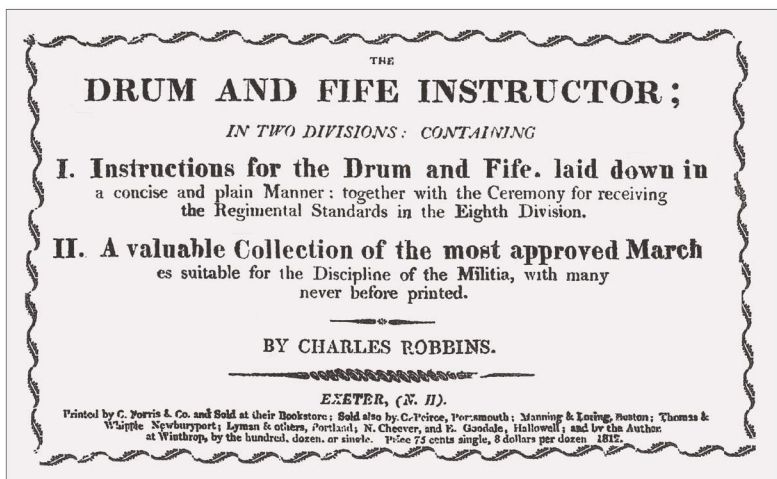 THE
DRUM AND FIFE INSTRUCTOR;
IN TWO DIVISIONS: CONTAINING
I. Instructions for the Drum and Fife. laid down in
a concise and plain Manner: together with the Ceremony for receiving
the Regimental Standards in the Eighth Division.
II. A valuable Collection of the most approved March
es suitable for the Discipline of the Militia, with many
never before printed.
BY CHARLES ROBBINS.
EXETER, (N. H).
Printed by C. Norris & Co. and Sold at their Bookstore; Sold also by C. Peirce, Portsmouth; Manning & Loring, Boston; Thomas &
Whipple Newburyport; Lyman & others, Portland; N. Cheever, and E. Goodale, Hallowell; and by the Author.
at Winthrop, by the hundred, dozen, or single. Price 75 cents single, 8 dollars per dozen 1812.